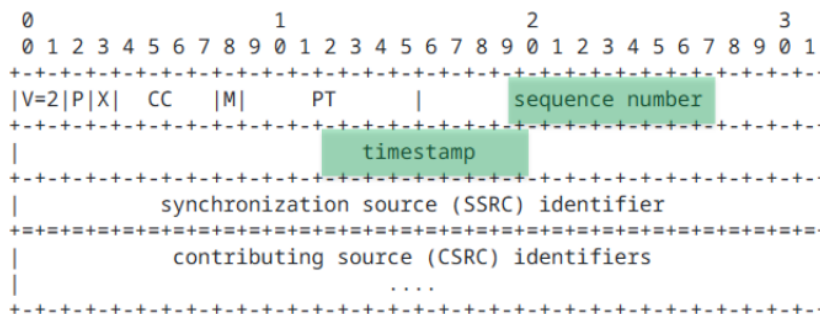 0 1 2 3
0 1 2 3 4 5 6 7 8 9 0 1 2 3 4 5 6 7 8 9 0 1 2 3 4 5 6 7 8 9 0 1
+-+-+-+-+-+-+-+-+-+-+-+-+-+-+-+-+-+-+-+-+-+-+-+-+-+-+-+-+-+-+-+-
|V=2|P|X| CC |M| PT | sequence number
+-+-+-+-+-+-+-+-+-+-+-+-+-+-+-+-+-+-+-+-+-+-+-+-+-+-+-+-+-+-+-+-
| timestamp
+-+-+-+-+-+-+-+-+-+-+-+-+-+-+-+-+-+-+-+-+-+-+-+-+-+-+-+-+-+-+-+-
| synchronization source (SSRC) identifier
+=+=+=+=+=+=+=+=+=+=+=+=+=+=+=+=+=+=+=+=+=+=+=+=+=+=+=+=+=+=+=+=
| contributing source (CSRC) identifiers
| ....
+-+-+-+-+-+-+-+-+-+-+-+-+-+-+-+-+-+-+-+-+-+-+-+-+-+-+-+-+-+-+-+-